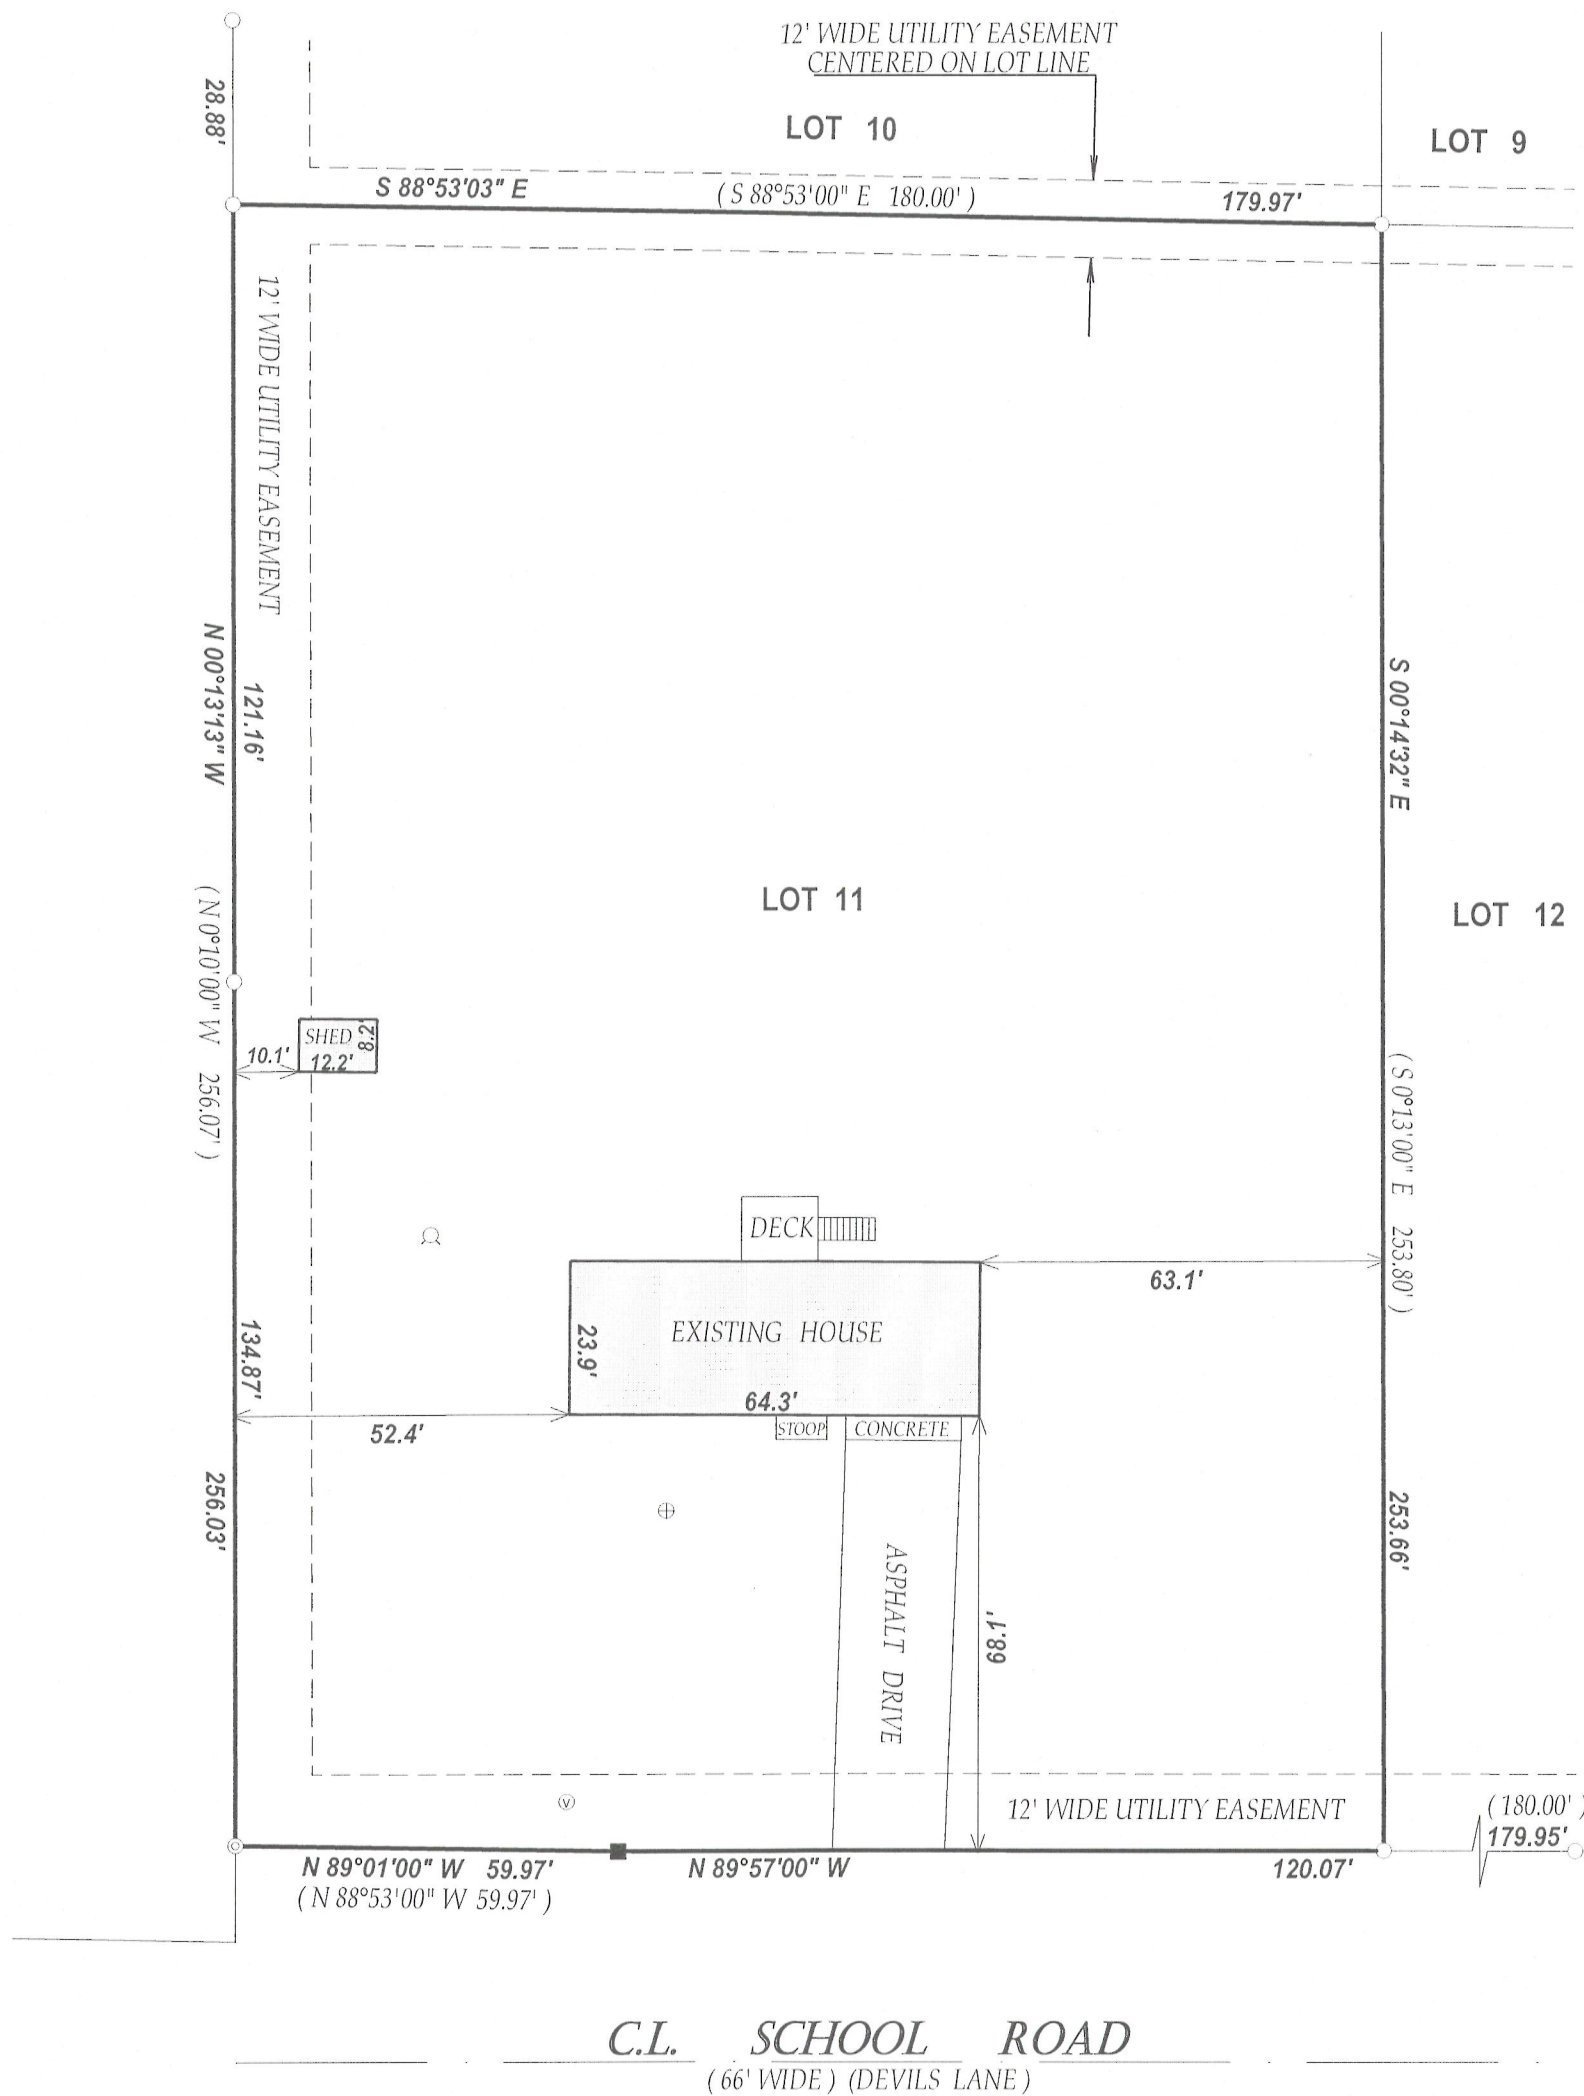 12' WIDE UTILITY EASEMENT
CENTERED ON LOT LINE
28.88'
LOT 10
LOT 9
S 88°53'03" E
( S 88°53'00" E 180.00' )
179.97'
12' WIDE UTILITY EASEMENT
N 00°13'13" W
121.16'
S 00°14'32" E
LOT 11
LOT 12
( N 0°10'00" W 256.07' )
SHED
8.2'
12.2'
10.1'
( S 0°13'00" E 253.80' )
DECK
63.1'
EXISTING HOUSE
23.9'
64.3'
134.87'
52.4'
STOOP
CONCRETE
256.03'
253.66'
ASPHALT DRIVE
68.1'
V
12' WIDE UTILITY EASEMENT
( 180.00' )
179.95'
N 89°01'00" W 59.97'
( N 88°53'00" W 59.97' )
N 89°57'00" W
120.07'
C.L. SCHOOL ROAD
( 66' WIDE ) (DEVILS LANE )